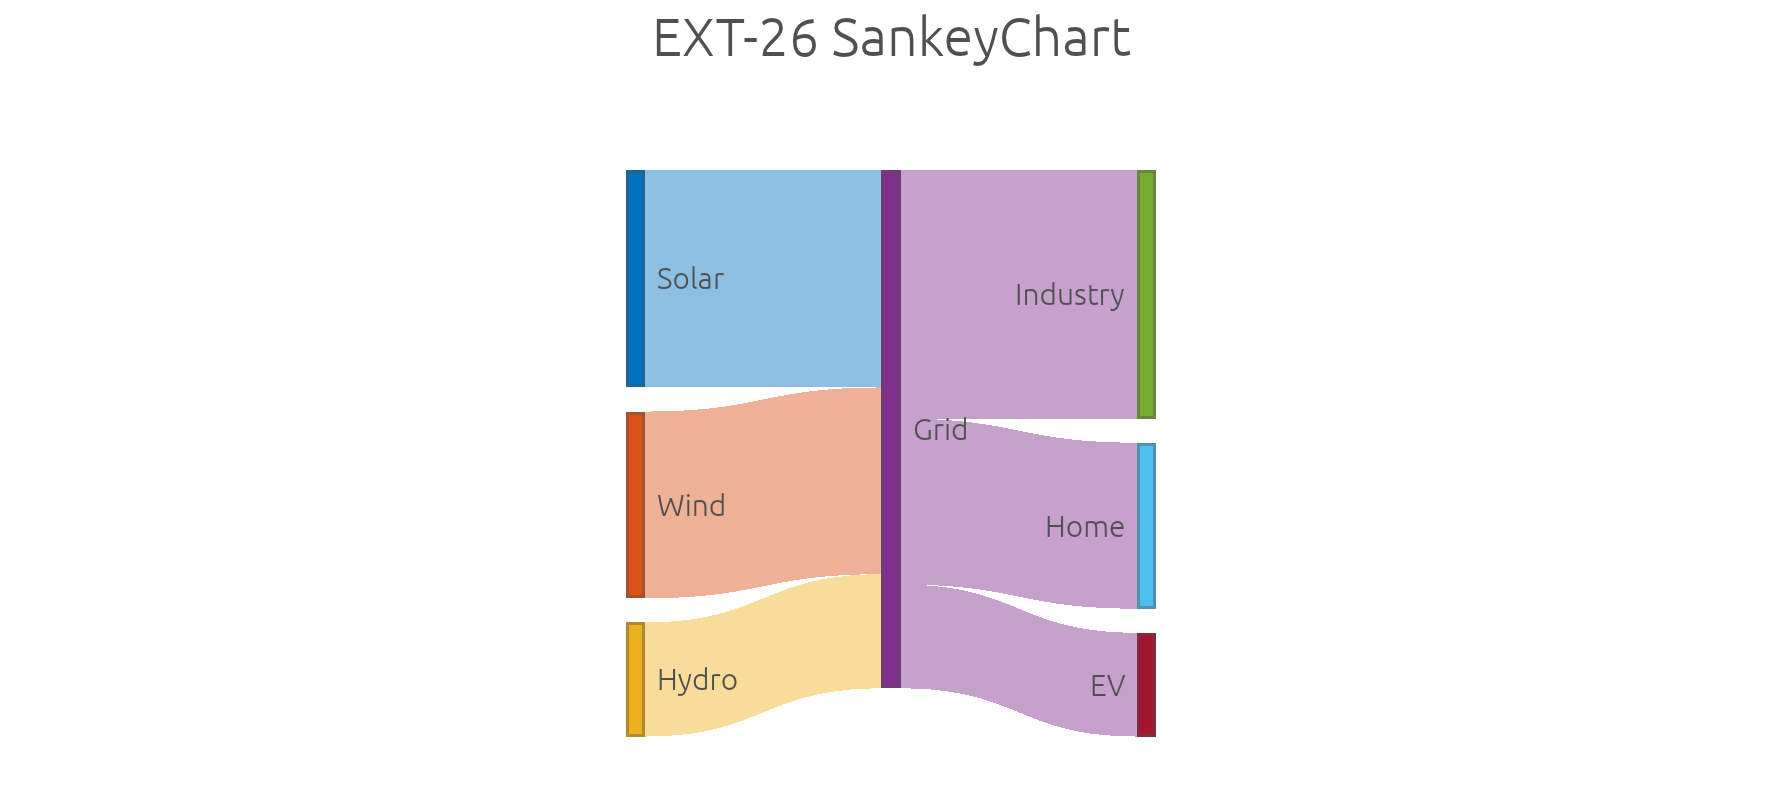 EXT-26 SankeyChart
Solar
Industry
Grid
Wind
Home
Hydro
EV